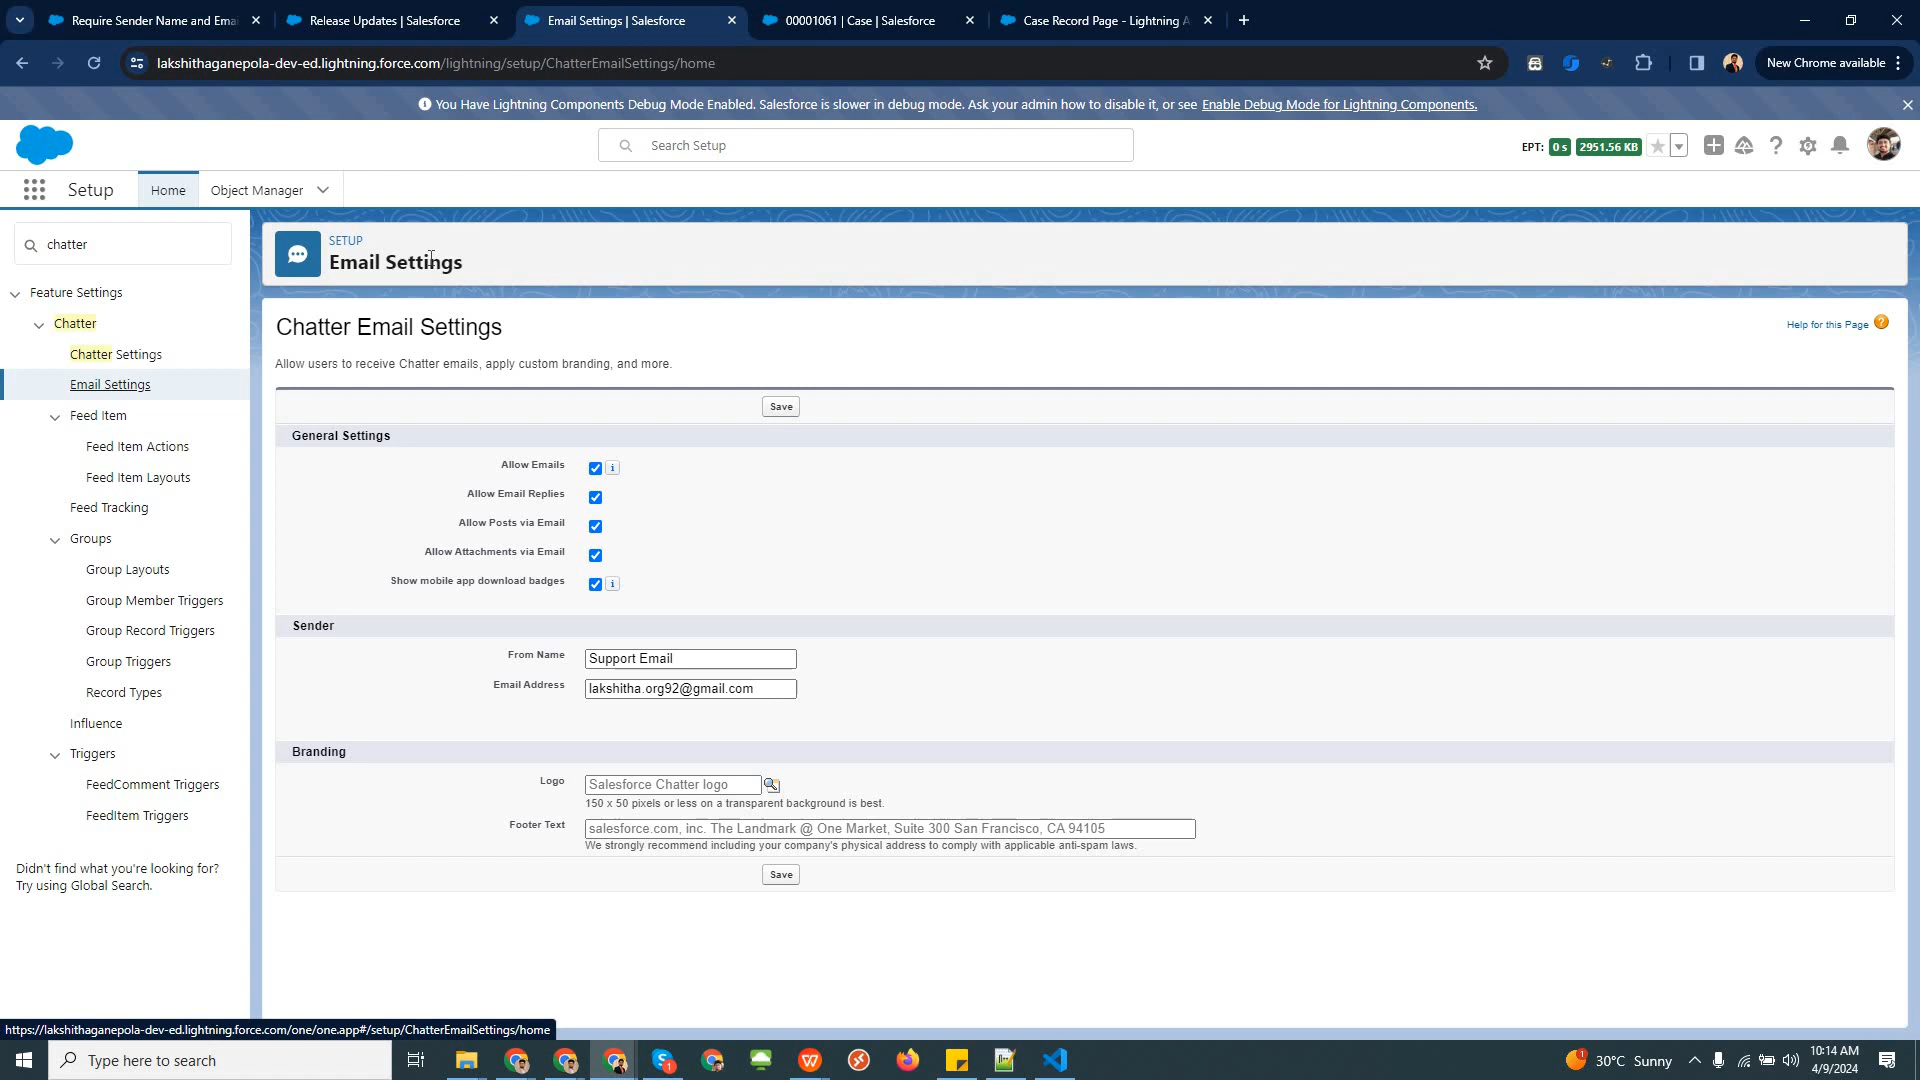 Require Sender Name and Emai
Release Updates | Salesforce
Email Settings | Salesforce
00001061 | Case | Salesforce
Case Record Page - Lightning A
lakshithaganepola-dev-ed.lightning.force.com/lightning/setup/ChatterEmailSettings/home
New Chrome available
You Have Lightning Components Debug Mode Enabled. Salesforce is slower in debug mode. Ask your admin how to disable it, or see Enable Debug Mode for Lightning Components.
Search Setup
EPT: 0 s 2951.56 KB
Setup
Home
Object Manager
chatter
SETUP
Email Settings
Feature Settings
Chatter
Chatter Settings
Email Settings
Feed Item
Feed Item Actions
Feed Item Layouts
Feed Tracking
Groups
Group Layouts
Group Member Triggers
Group Record Triggers
Group Triggers
Record Types
Influence
Triggers
FeedComment Triggers
FeedItem Triggers
Didn't find what you're looking for?
Try using Global Search.
Chatter Email Settings
Help for this Page
Allow users to receive Chatter emails, apply custom branding, and more.
Save
General Settings
Allow Emails
Allow Email Replies
Allow Posts via Email
Allow Attachments via Email
Show mobile app download badges
Sender
From Name Support Email
Email Address lakshitha.org92@gmail.com
Branding
Logo Salesforce Chatter logo
150 x 50 pixels or less on a transparent background is best.
Footer Text salesforce.com, inc. The Landmark @ One Market, Suite 300 San Francisco, CA 94105
We strongly recommend including your company's physical address to comply with applicable anti-spam laws.
Save
https://lakshithaganepola-dev-ed.lightning.force.com/one/one.app#/setup/ChatterEmailSettings/home
Type here to search
30°C Sunny
10:14 AM
4/9/2024